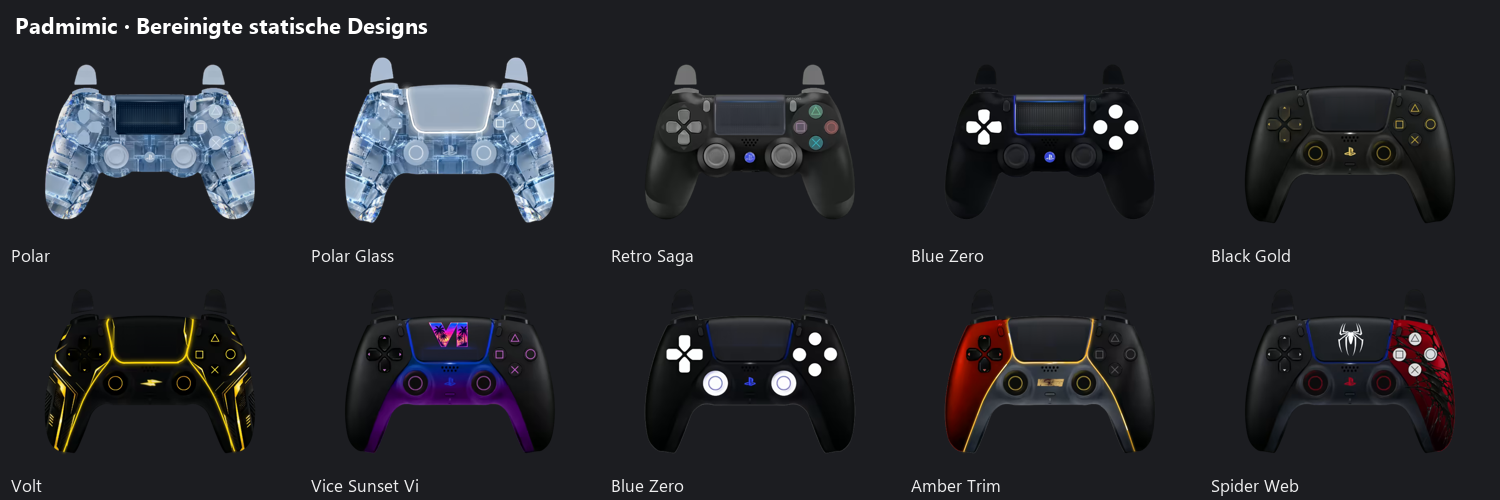 Padmimic · Bereinigte statische Designs
Polar
Polar Glass
Retro Saga
Blue Zero
Black Gold
VI
Volt
Vice Sunset Vi
Blue Zero
Amber Trim
Spider Web